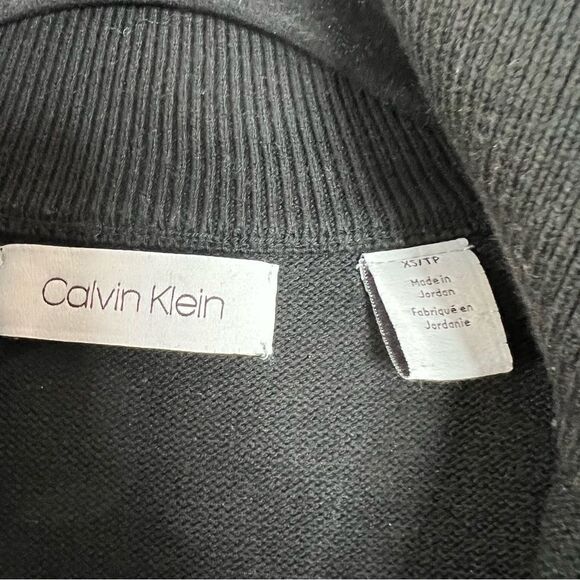 Calvin Klein
XS/TP
Made in
Jordan
Fabriqué en
Jordanie